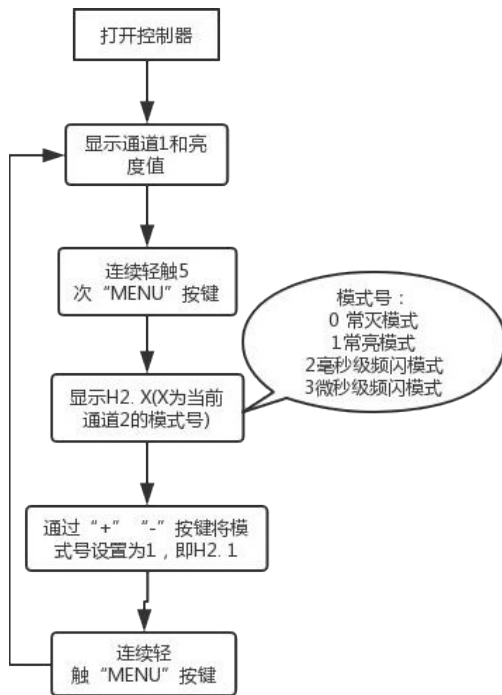 打开控制器
显示通道1和亮
度值
连续轻触5
次“MENU”按键
模式号：
0 常灭模式
1常亮模式
2毫秒级频闪模式
3微秒级频闪模式
显示H2. X(X为当前
通道2的模式号)
通过“+”“-”按键将模
式号设置为1，即H2. 1
连续轻
触“MENU”按键